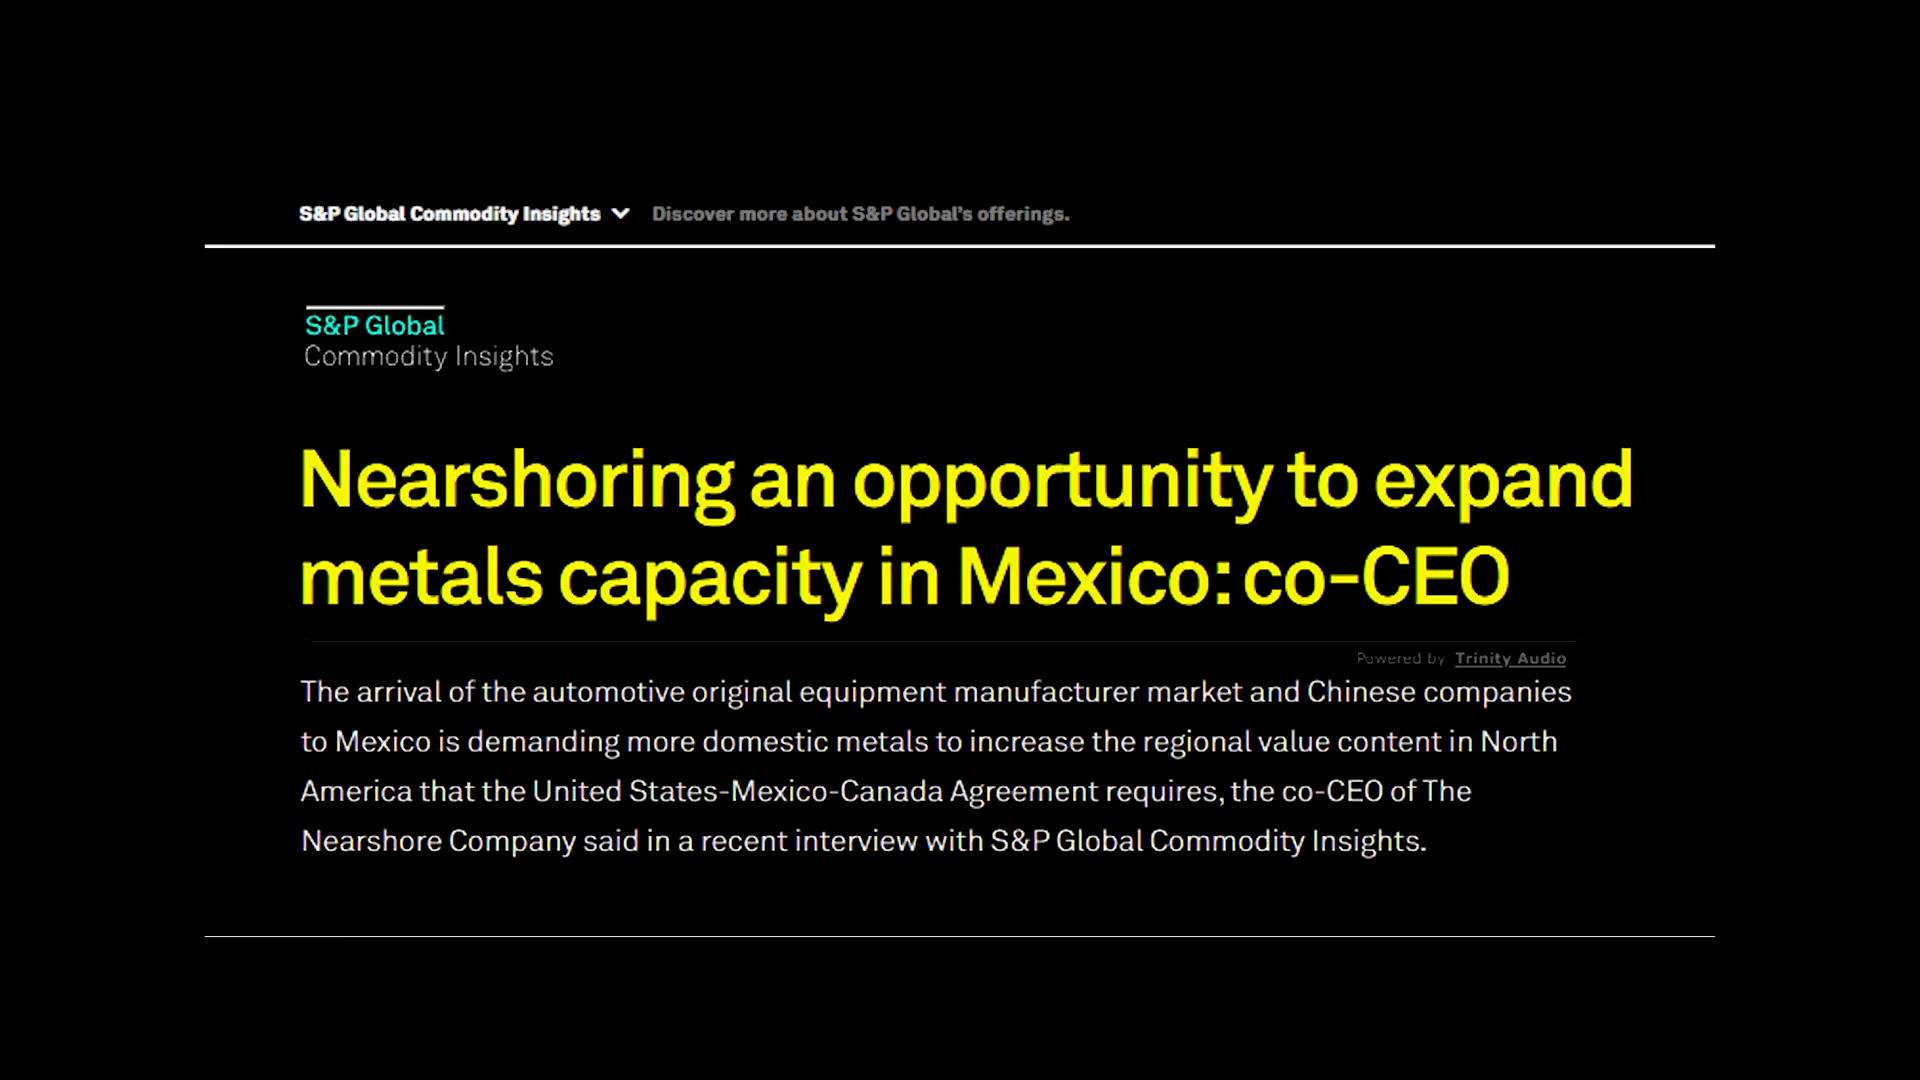 S&P Global Commodity Insights Discover more about S&P Global's offerings.
S&P Global
Commodity Insights
Nearshoring an opportunity to expand
metals capacity in Mexico: co-CEO
Powered by Trinity Audio
The arrival of the automotive original equipment manufacturer market and Chinese companies
to Mexico is demanding more domestic metals to increase the regional value content in North
America that the United States-Mexico-Canada Agreement requires, the co-CEO of The
Nearshore Company said in a recent interview with S&P Global Commodity Insights.